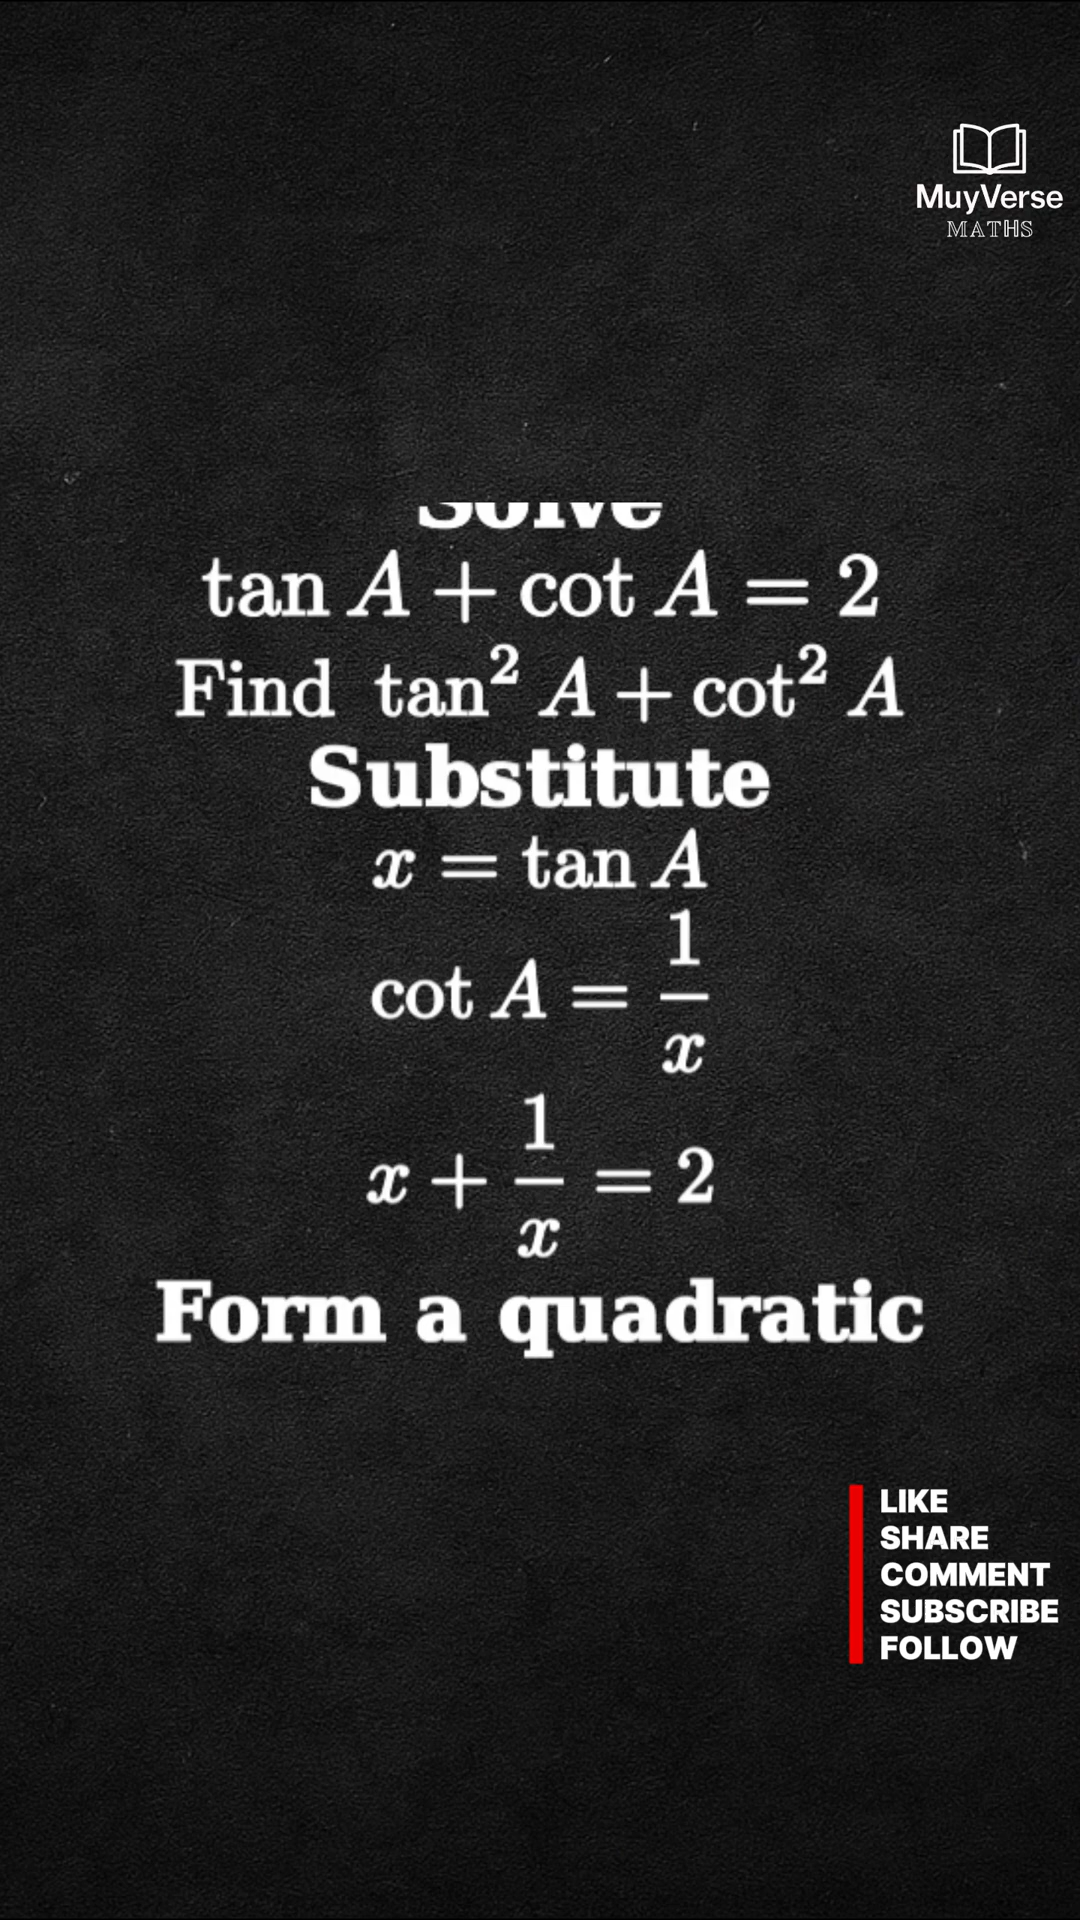 MuyVerse
MATHS
Solve
tan A + cot A = 2
Find tan² A + cot² A
Substitute
x = tan A
cot A = 1/x
x + 1/x = 2
Form a quadratic
LIKE
SHARE
COMMENT
SUBSCRIBE
FOLLOW